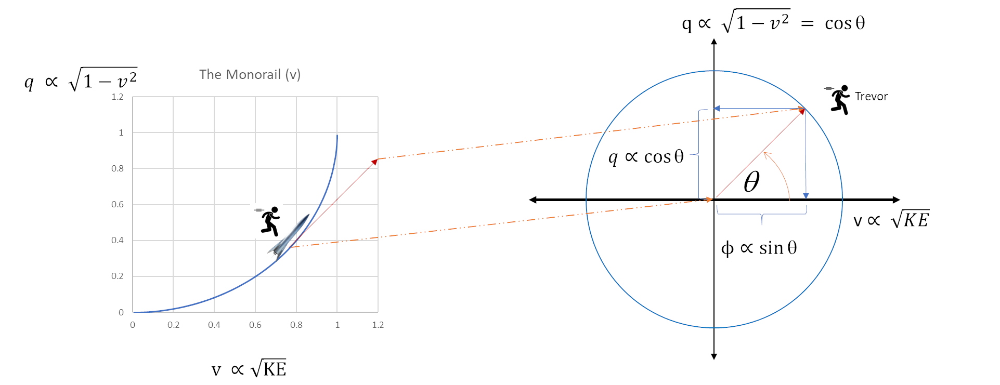 q ∝ √1 − v² = cos θ
q ∝ √1 − v²
The Monorail (v)
1.2
1
0.8
0.6
0.4
0.2
0
0 0.2 0.4 0.6 0.8 1 1.2
v ∝ √KE
Trevor
q ∝ cos θ
θ
v ∝ √KE
ϕ ∝ sin θ